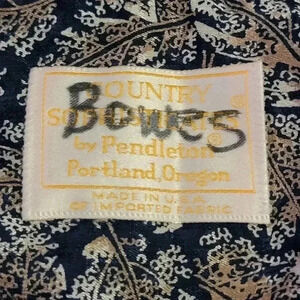 COUNTRY
Bowes
by Pendleton
Portland, Oregon
MADE IN U.S.A.
OF IMPORTED FABRIC